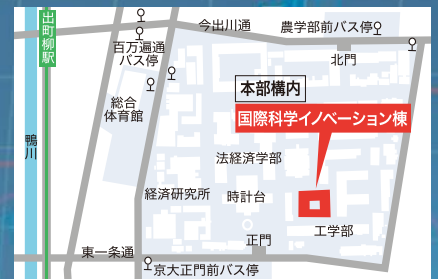 出町柳駅
今出川通
農学部前バス停
百万遍通
バス停
北門
本部構内
総合
体育館
国際科学イノベーション棟
鴨川
法経済学部
経済研究所
時計台
工学部
正門
東一条通
京大正門前バス停